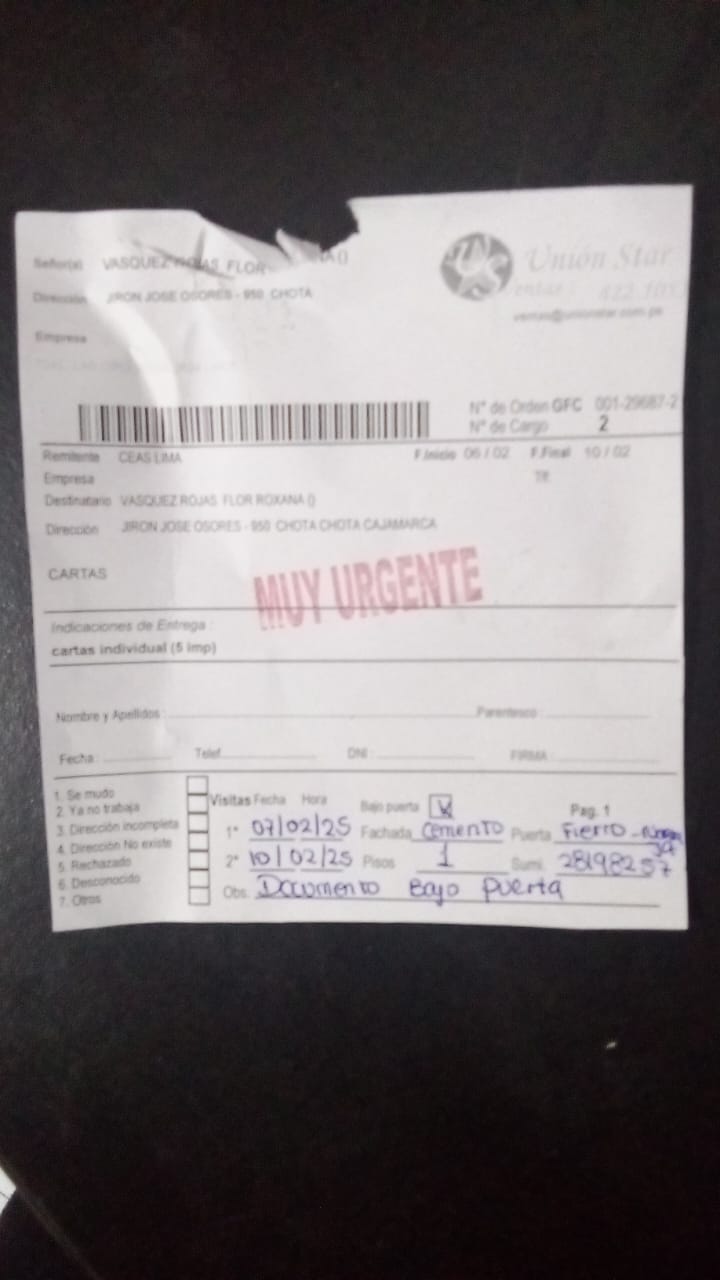 Señor(a) VASQUEZ ROJAS FLOR NA ()
Dirección JIRON JOSE OSORES - 950 CHOTA
Empresa
Unión Star
ventas@unionstar.com.pe
N° de Orden GFC 001-29687-2
N° de Cargo 2
Remitente CEAS LIMA F.Inicio 06 / 02 F.Final 10 / 02
Empresa
Destinatario VASQUEZ ROJAS FLOR ROXANA ()
Dirección JIRON JOSE OSORES - 950 CHOTA CHOTA CAJAMARCA
CARTAS
MUY URGENTE
Indicaciones de Entrega :
cartas individual (5 imp)
Nombre y Apellidos : Parentesco :
Fecha : Telef. DNI : FIRMA :
1. Se mudo
2. Ya no trabaja
3. Dirección incompleta
4. Dirección No existe
5. Rechazado
6. Desconocido
7. Otros
Visitas Fecha Hora Bajo puerta Pag. 1
1° 07/02/25 Fachada Cemento Puerta Fierro
2° 10/02/25 Pisos 1 Sumi. 28198257
Obs. Documento Bajo puerta